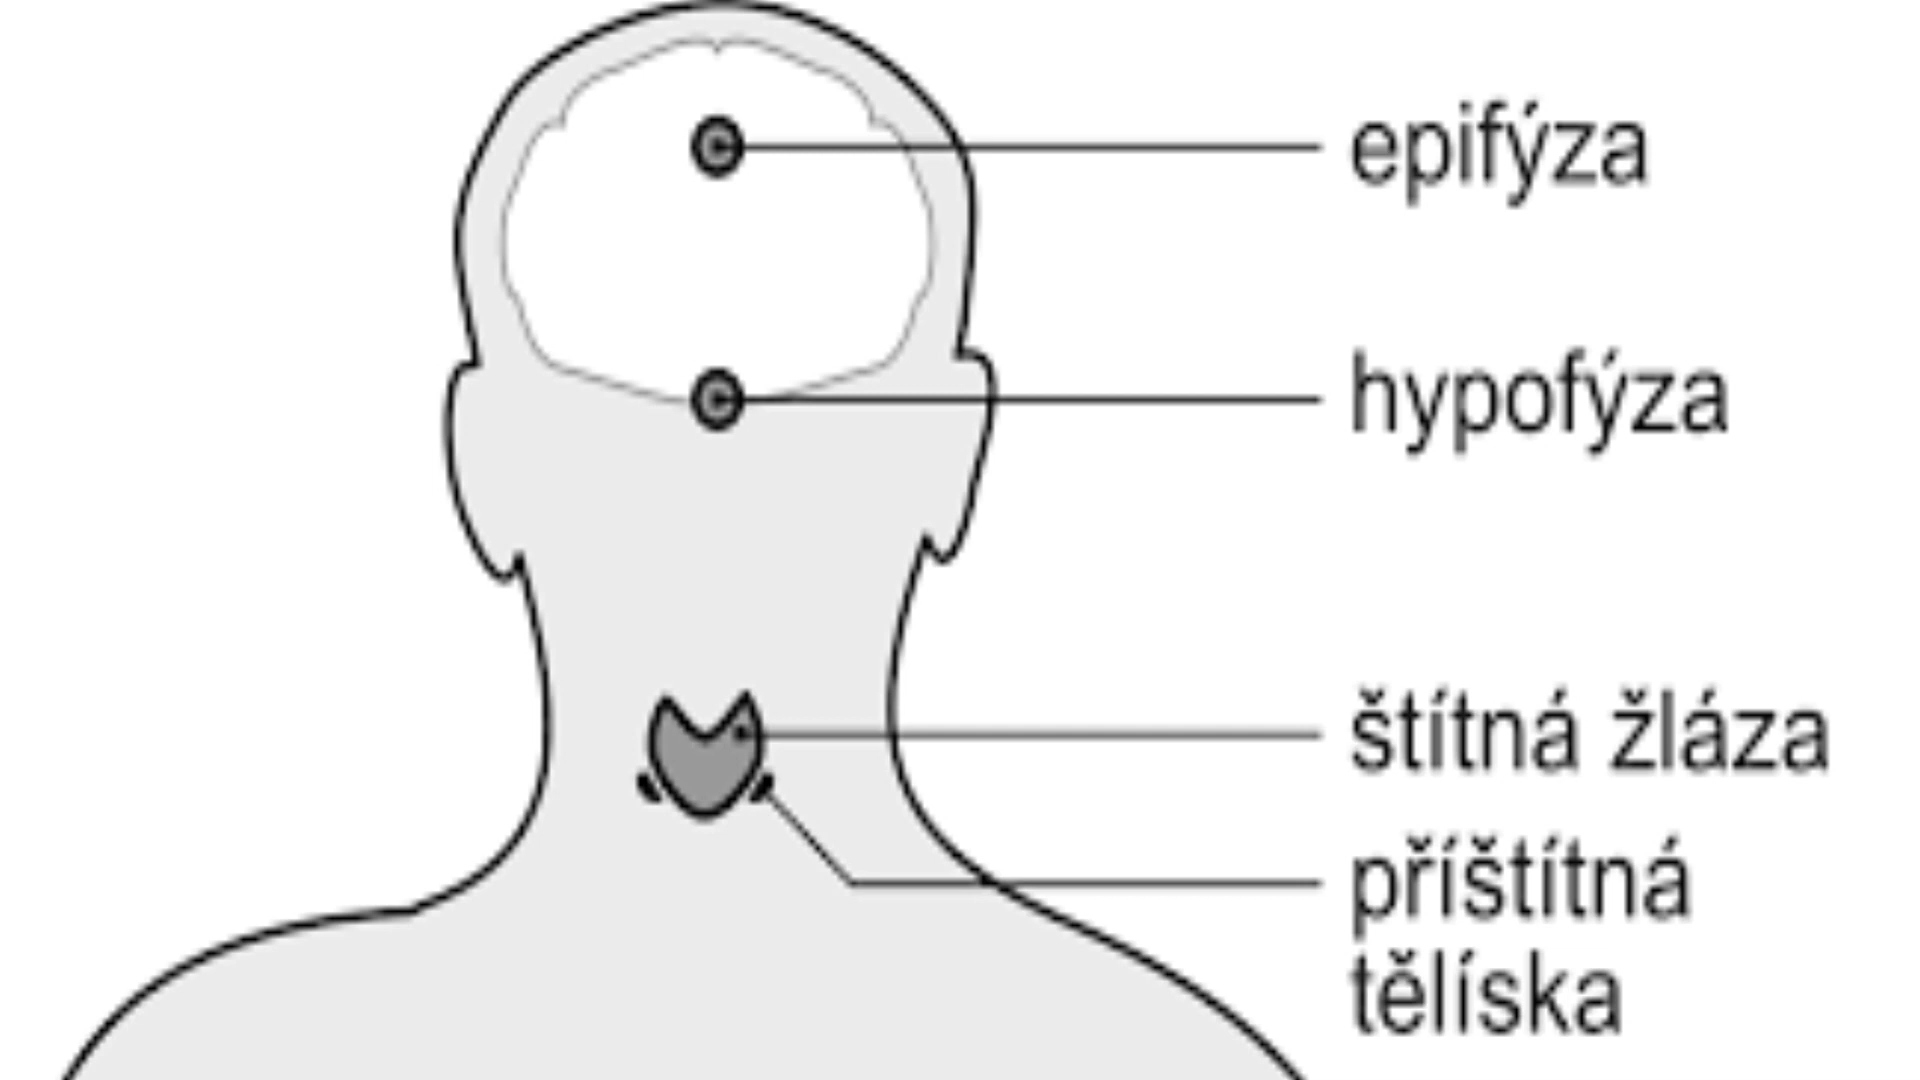 epifýza
hypofýza
štítná žláza
příštítná
tělíska